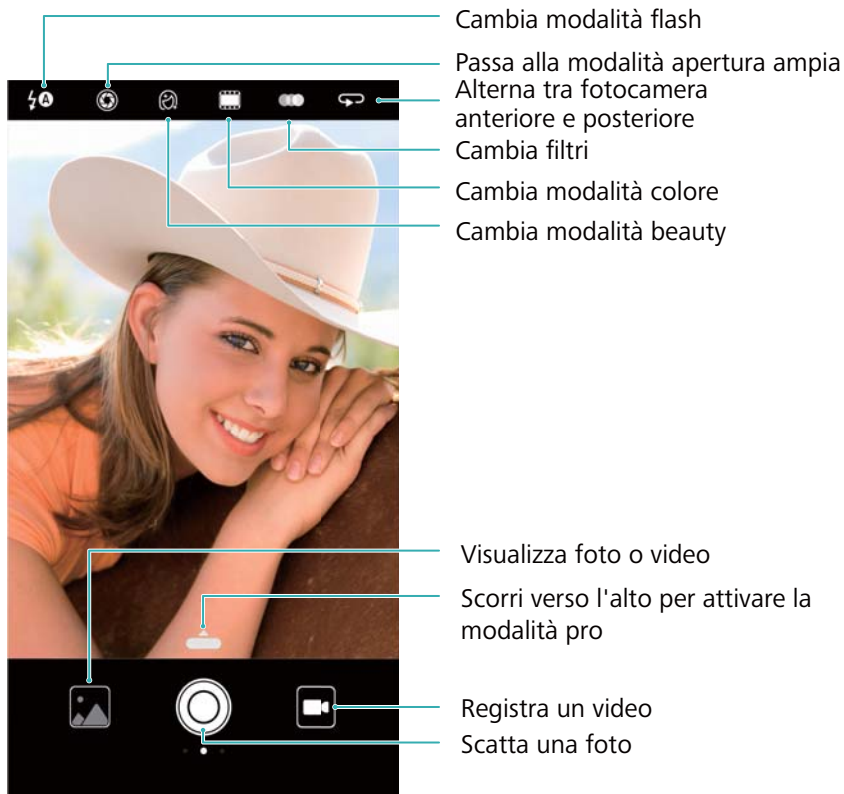 Cambia modalità flash
Passa alla modalità apertura ampia
Alterna tra fotocamera
anteriore e posteriore
Cambia filtri
Cambia modalità colore
Cambia modalità beauty
Visualizza foto o video
Scorri verso l'alto per attivare la
modalità pro
Registra un video
Scatta una foto